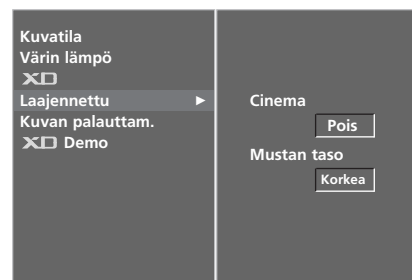 Kuvatila
Värin lämpö
XD
Laajennettu ►
Kuvan palauttam.
XD Demo
Cinema
Pois
Mustan taso
Korkea